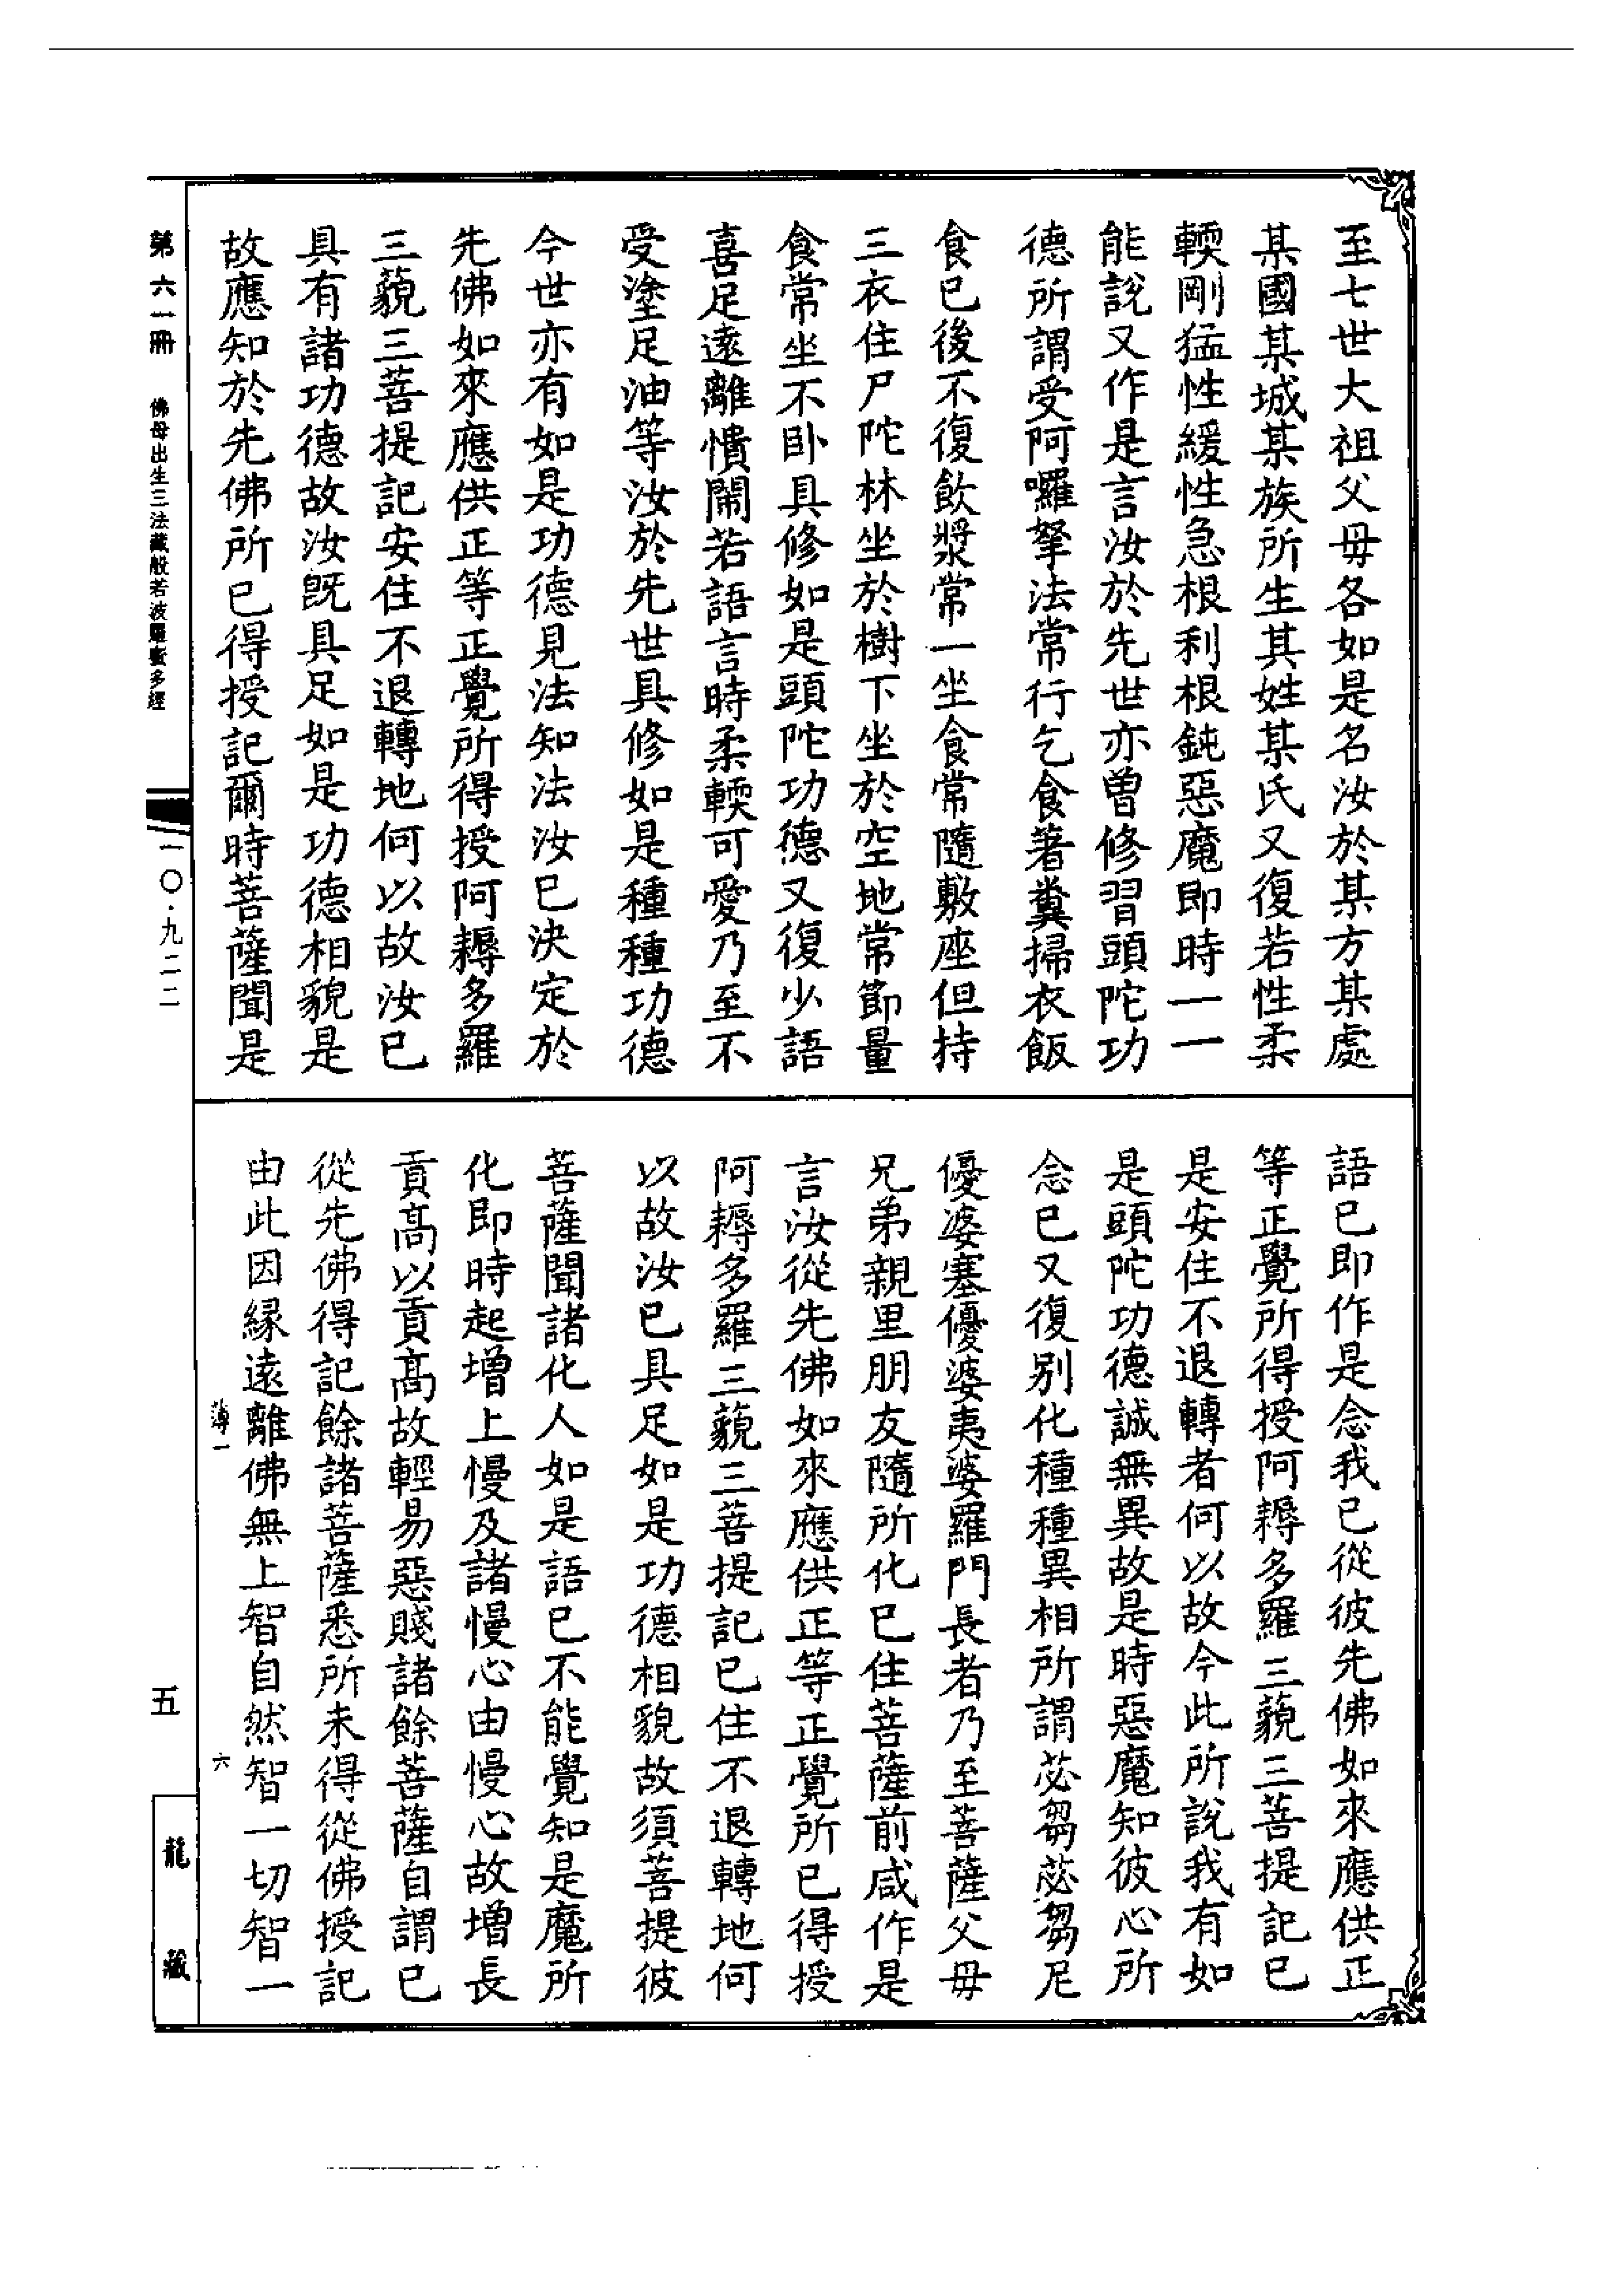 至七世大祖父毋各如是名汝於某方某處
某國某城某族所生某姓某氏又復若性柔
輭剛猛性緩性急根利根鈍惡魔即時一一
能說又作是言汝於先世亦曽修習頭陀功
德所謂受阿囉拏法常行乞食著糞掃衣飯
食已後不復飲漿常一坐食常隨敷座但持
三衣住尸陀林坐於樹下坐於空地常節量
食常坐不卧具修如是頭陀功德又復少語
喜足遠離憒閙若語言時柔輭可愛乃至不
受塗足油等汝於先世具修如是種種功德
今世亦有如是功德見法知法汝已決定於
先佛如來應供正等正覺所得授阿耨多羅
三藐三菩提記安住不退轉地何以故汝已
具有諸功德故汝旣具足如是功德相貌是
故應知於先佛所已得授記爾時菩薩聞是
語已即作是念我已從彼先佛如來應供正
等正覺所得授阿耨多羅三藐三菩提記已
是安住不退轉者何以故今此所說我有如
是頭陀功德誠無異故是時惡魔知彼心所
念已又復别化種種異相所謂苾芻苾芻尼
優婆塞優婆夷婆羅門長者乃至菩薩父毋
兄弟親里朋友隨所化已住菩薩前咸作是
言汝從先佛如來應供正等正覺所已得授
阿耨多羅三藐三菩提記已住不退轉地何
以故汝已具足如是功德相貌故須菩提彼
菩薩聞諸化人如是語已不能覺知是魔所
化即時起增上慢及諸慢心由慢心故增長
貢高以貢高故輕易惡賤諸餘菩薩自謂已
從先佛得記餘諸菩薩悉所未得從佛授記
由此因縁遠離佛無上智自然智一切智一
薄一
六
第六一冊
佛母出生三法藏般若波羅蜜多經
一〇·九二二
五
龍藏